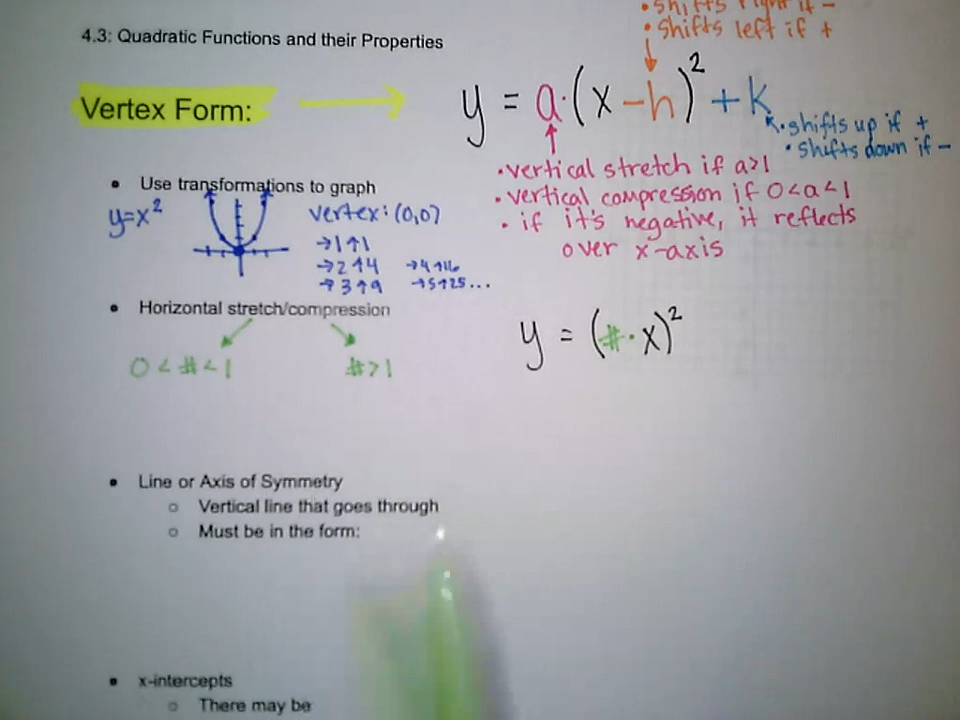 • shifts right if -
4.3: Quadratic Functions and their Properties
• shifts left if +
Vertex Form:
y = a·(x - h)² + k
• shifts up if +
• shifts down if -
• vertical stretch if a>1
• vertical compression if 0<a<1
• if it's negative, it reflects
over x-axis
• Use transformations to graph
y=x²
vertex: (0,0)
→1↑1
→2↑4 →4↑16
→3↑9 →5↑25...
• Horizontal stretch/compression
0 < # < 1
# > 1
y = (#·x)²
• Line or Axis of Symmetry
○ Vertical line that goes through
○ Must be in the form:
• x-intercepts
○ There may be